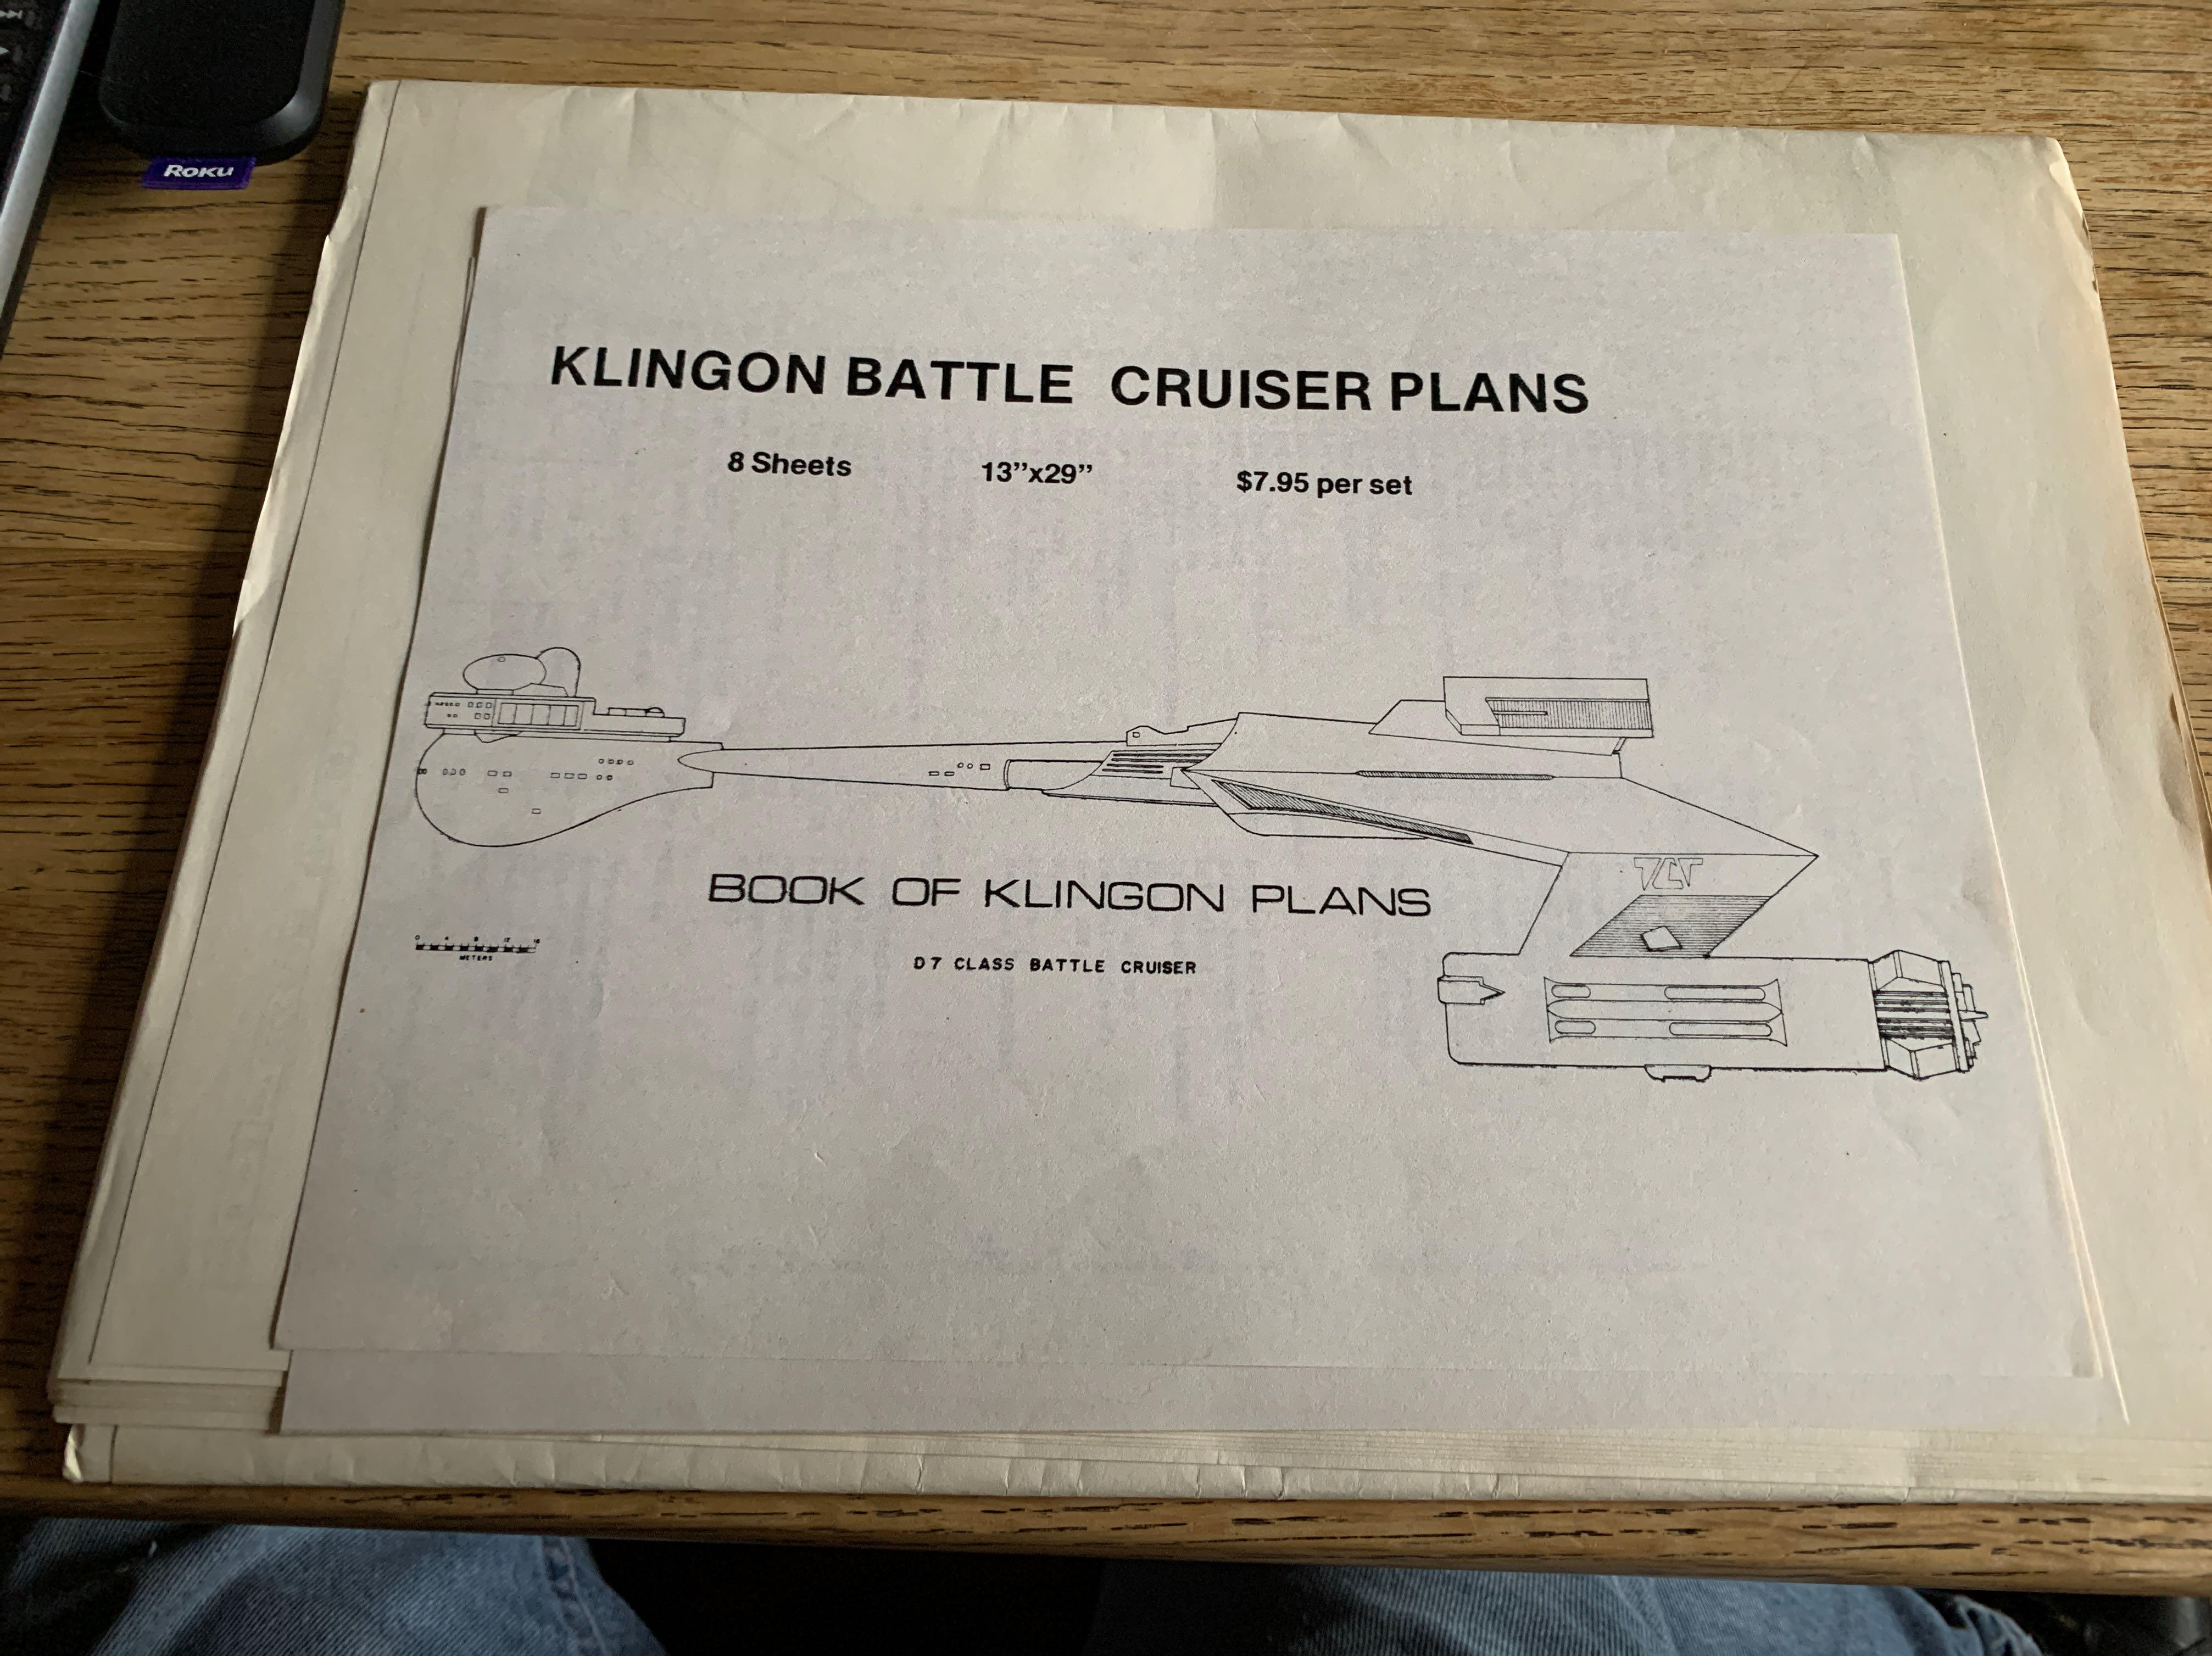 Roku
KLINGON BATTLE CRUISER PLANS
8 Sheets 13”x29” $7.95 per set
BOOK OF KLINGON PLANS
METERS
D7 CLASS BATTLE CRUISER